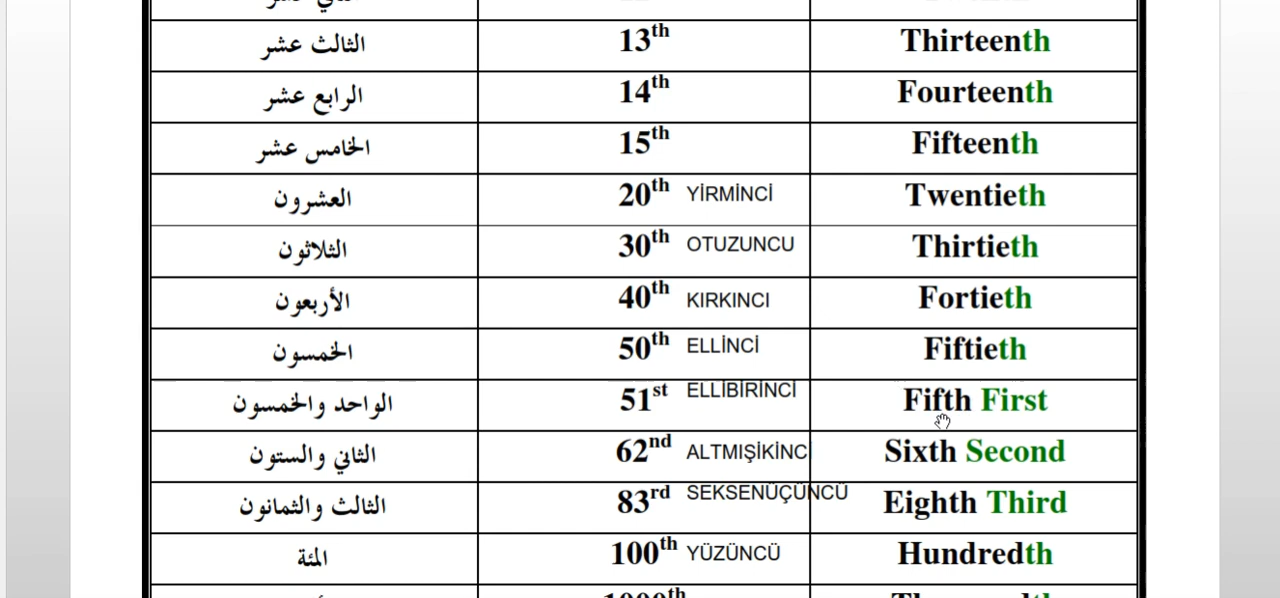 الثالث عشر 13th Thirteenth
الرابع عشر 14th Fourteenth
الخامس عشر 15th Fifteenth
العشرون 20th YİRMİNCİ Twentieth
الثلاثون 30th OTUZUNCU Thirtieth
الأربعون 40th KIRKINCI Fortieth
الخمسون 50th ELLİNCİ Fiftieth
الواحد والخمسون 51st ELLİBİRİNCİ Fifth First
الثاني والستون 62nd ALTMIŞİKİNCİ Sixth Second
الثالث والثمانون 83rd SEKSENÜÇÜNCÜ Eighth Third
المئة 100th YÜZÜNCÜ Hundredth